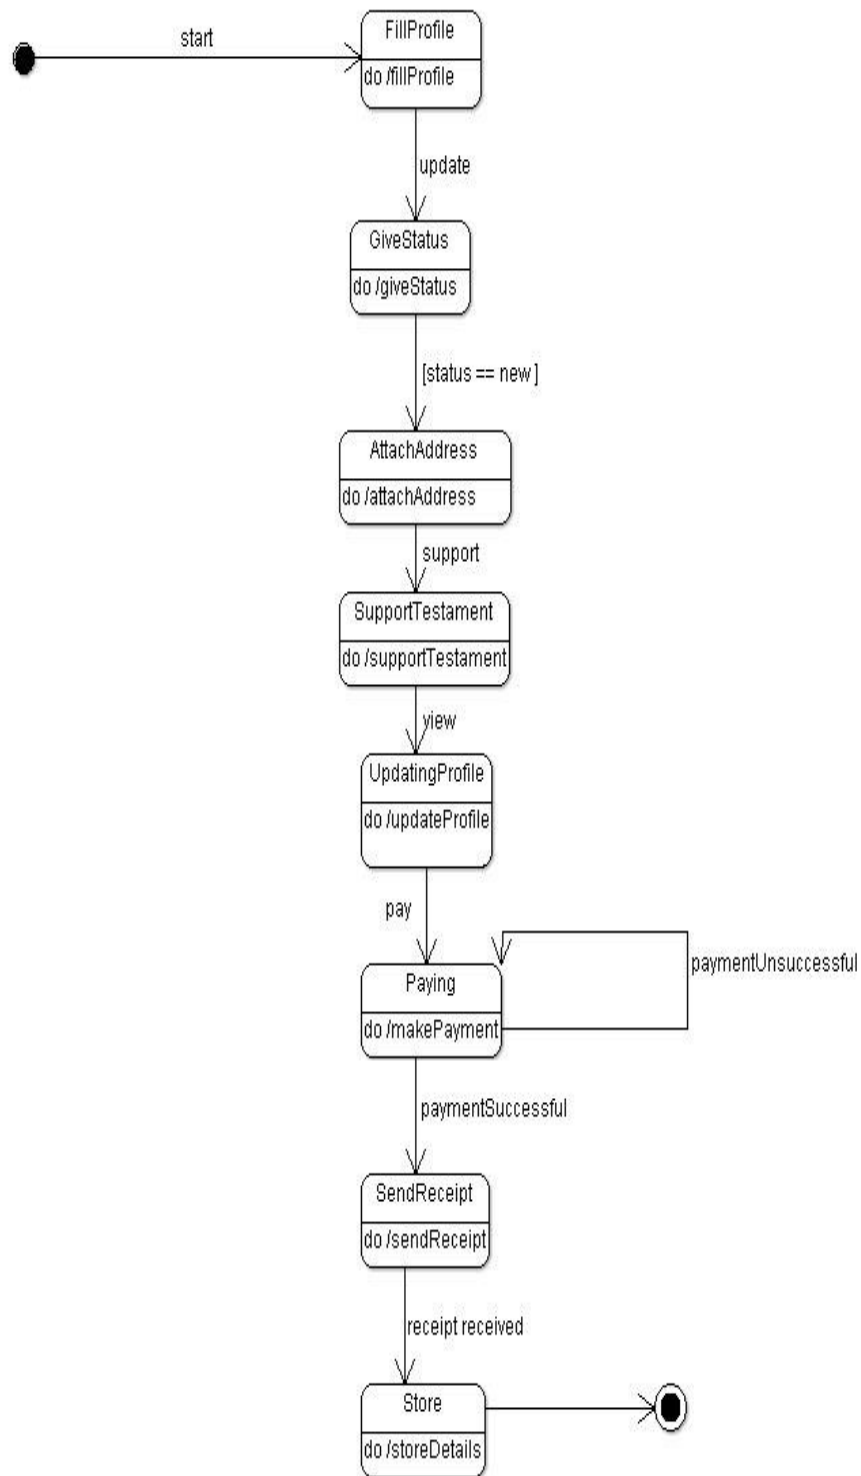 start
FillProfile
do /fillProfile
update
GiveStatus
do /giveStatus
[status == new ]
AttachAddress
do /attachAddress
support
SupportTestament
do /supportTestament
view
UpdatingProfile
do /updateProfile
pay
Paying
do /makePayment
paymentUnsuccessful
paymentSuccessful
SendReceipt
do /sendReceipt
receipt received
Store
do /storeDetails